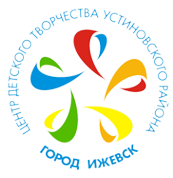 ЦЕНТР ДЕТСКОГО ТВОРЧЕСТВА УСТИНОВСКОГО РАЙОНА
ГОРОД ИЖЕВСК